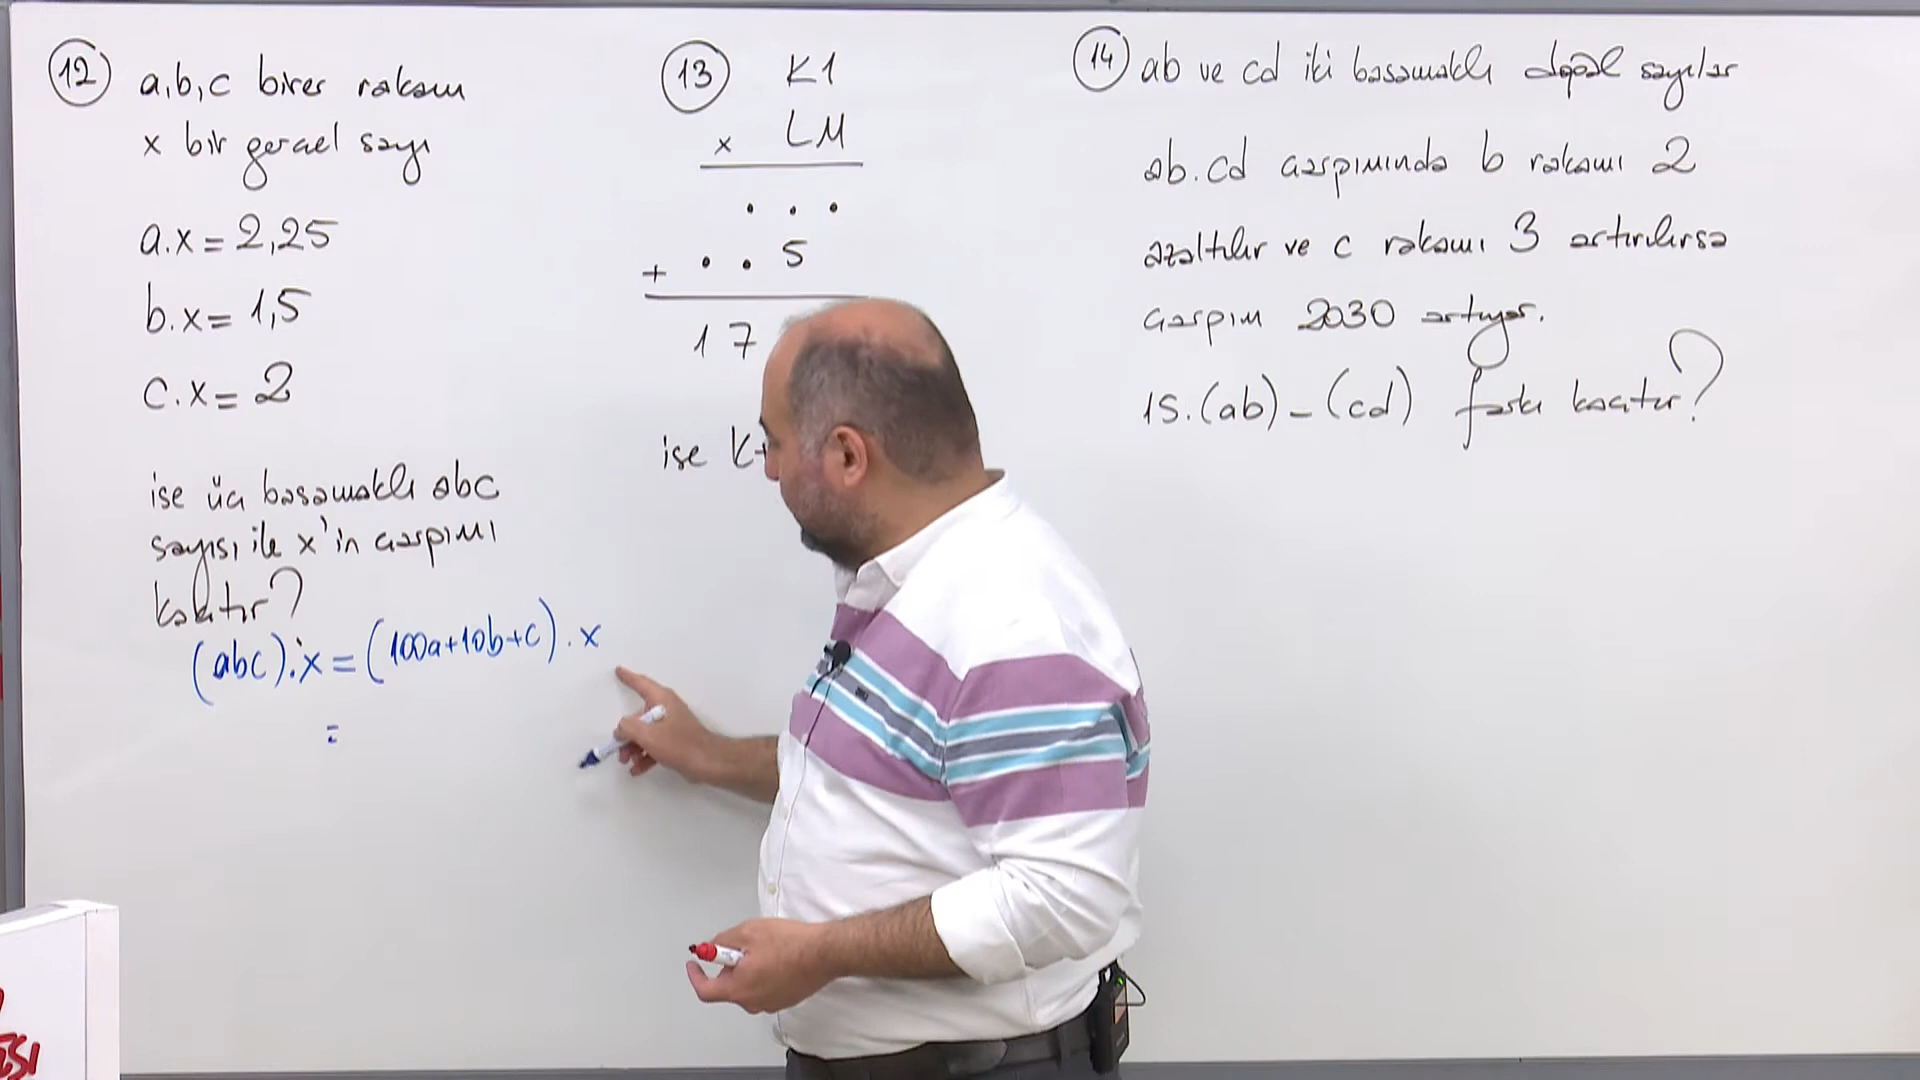 12 a,b,c birer rakam
x bir gerçel sayı
a.x = 2,25
b.x = 1,5
c.x = 2
ise üç basamaklı abc
sayısı ile x'in çarpımı
kaçtır?
(abc).x = (100a+10b+c).x
=
13 K1
x LM
. . .
+ . . 5
17
ise K+
14 ab ve cd iki basamaklı doğal sayılar
ab.cd çarpımında b rakamı 2
azaltılır ve c rakamı 3 artırılırsa
çarpım 2030 artıyor.
15.(ab)-(cd) farkı kaçtır?